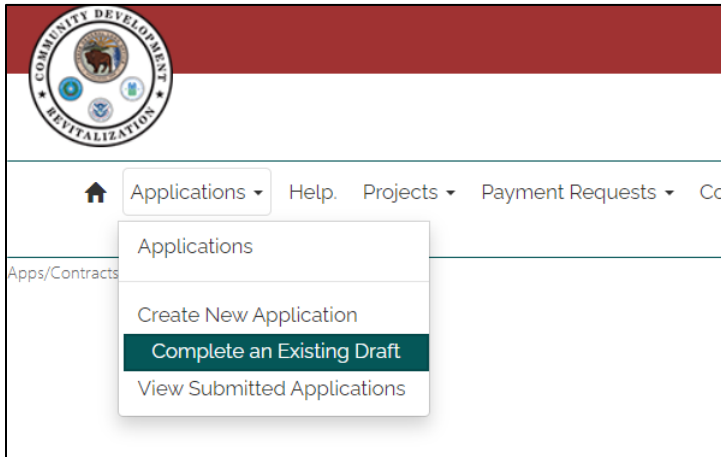 COMMUNITY DEVELOPMENT
REVITALIZATION
Applications Help. Projects Payment Requests Co
Applications
Apps/Contracts
Create New Application
Complete an Existing Draft
View Submitted Applications